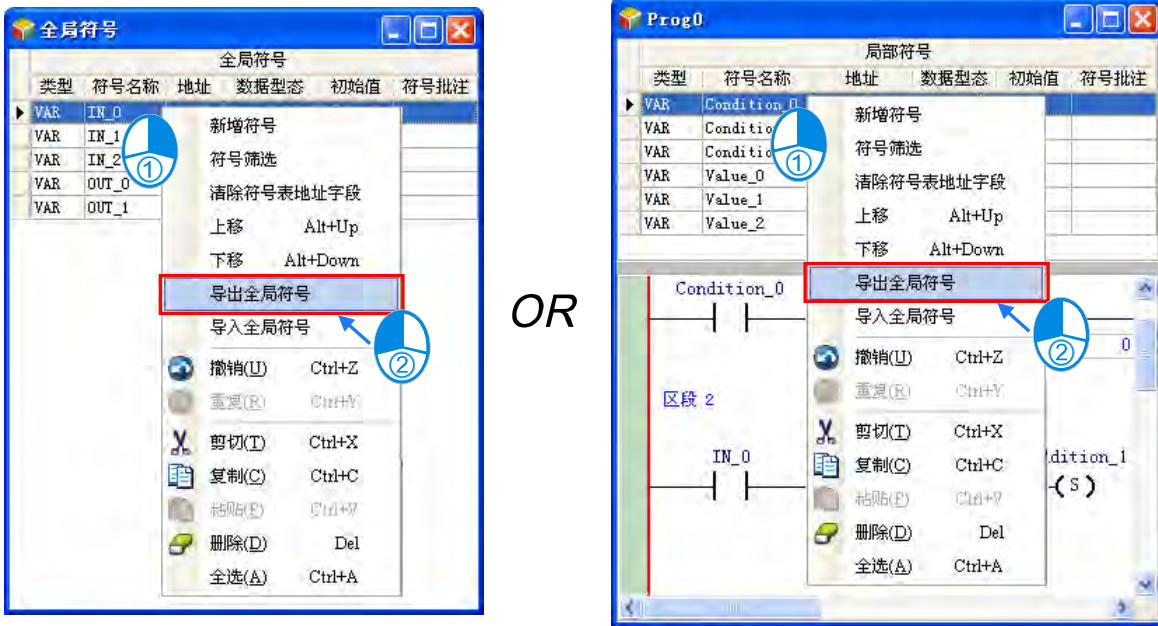 全局符号
全局符号
类型 符号名称 地址 数据型态 初始值 符号批注
VAR IN_0
VAR IN_1
VAR IN_2
VAR OUT_0
VAR OUT_1
①
新增符号
符号筛选
清除符号表地址字段
上移 Alt+Up
下移 Alt+Down
导出全局符号
导入全局符号
②
撤销(U) Ctrl+Z
重复(R) Ctrl+Y
剪切(T) Ctrl+X
复制(C) Ctrl+C
粘贴(P) Ctrl+V
删除(D) Del
全选(A) Ctrl+A
OR
Prog0
局部符号
类型 符号名称 地址 数据型态 初始值 符号批注
VAR Condition_0
VAR Conditio
VAR Conditio
VAR Value_0
VAR Value_1
VAR Value_2
①
新增符号
符号筛选
清除符号表地址字段
上移 Alt+Up
下移 Alt+Down
导出全局符号
导入全局符号
②
撤销(U) Ctrl+Z
重复(R) Ctrl+Y
剪切(T) Ctrl+X
复制(C) Ctrl+C
粘贴(P) Ctrl+V
删除(D) Del
全选(A) Ctrl+A
Condition_0
0
区段 2
IN_0
dition_1
S